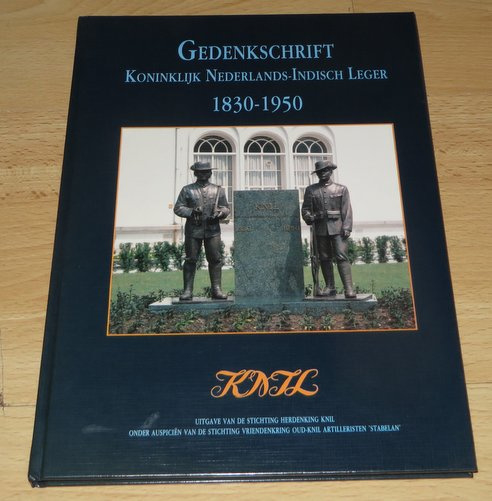 GEDENKSCHRIFT
KONINKLIJK NEDERLANDS-INDISCH LEGER
1830-1950
KNIL
KNIL
UITGAVE VAN DE STICHTING HERDENKING KNIL
ONDER AUSPICIËN VAN DE STICHTING VRIENDENKRING OUD-KNIL ARTILLERISTEN 'STABELAN'